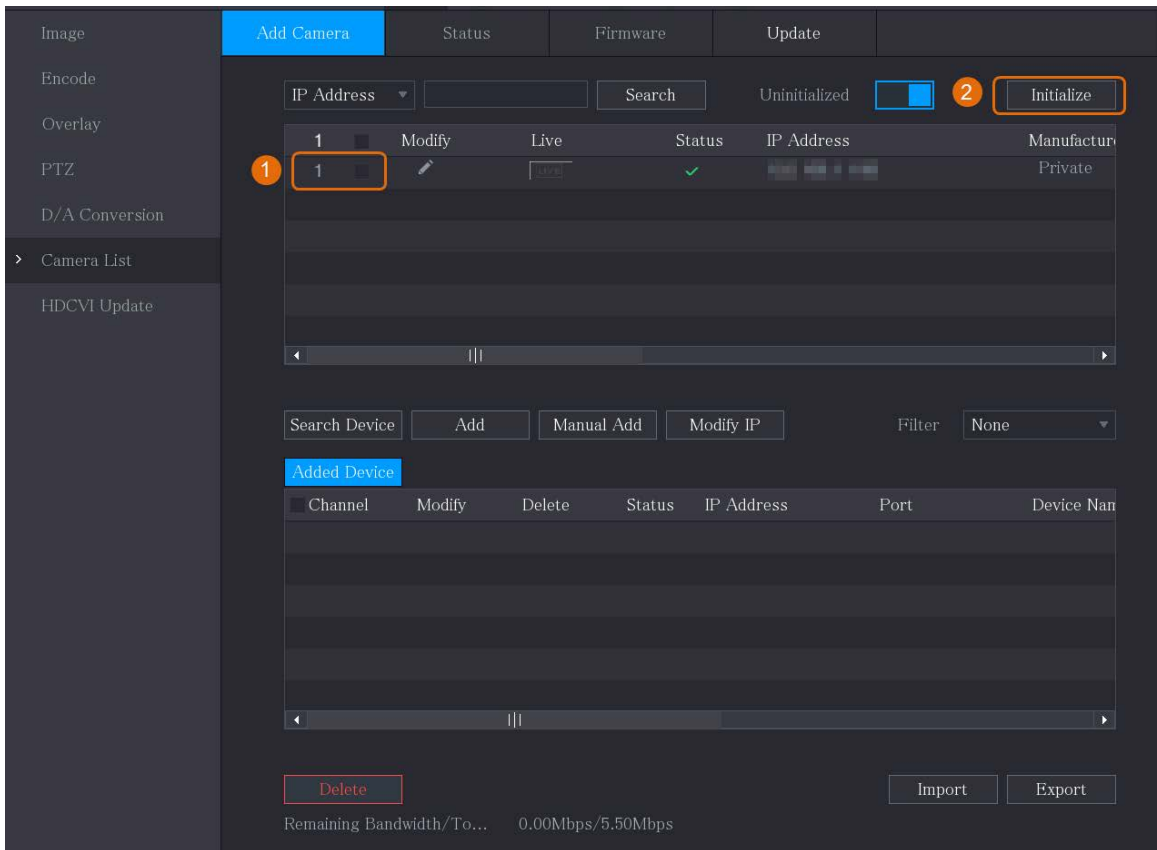 Image
Encode
Overlay
PTZ
D/A Conversion
Camera List
HDCVI Update
Add Camera Status Firmware Update
IP Address Search Uninitialized 2 Initialize
1 Modify Live Status IP Address Manufactur
1 1 Private
Search Device Add Manual Add Modify IP Filter None
Added Device
Channel Modify Delete Status IP Address Port Device Nam
Delete Import Export
Remaining Bandwidth/To... 0.00Mbps/5.50Mbps